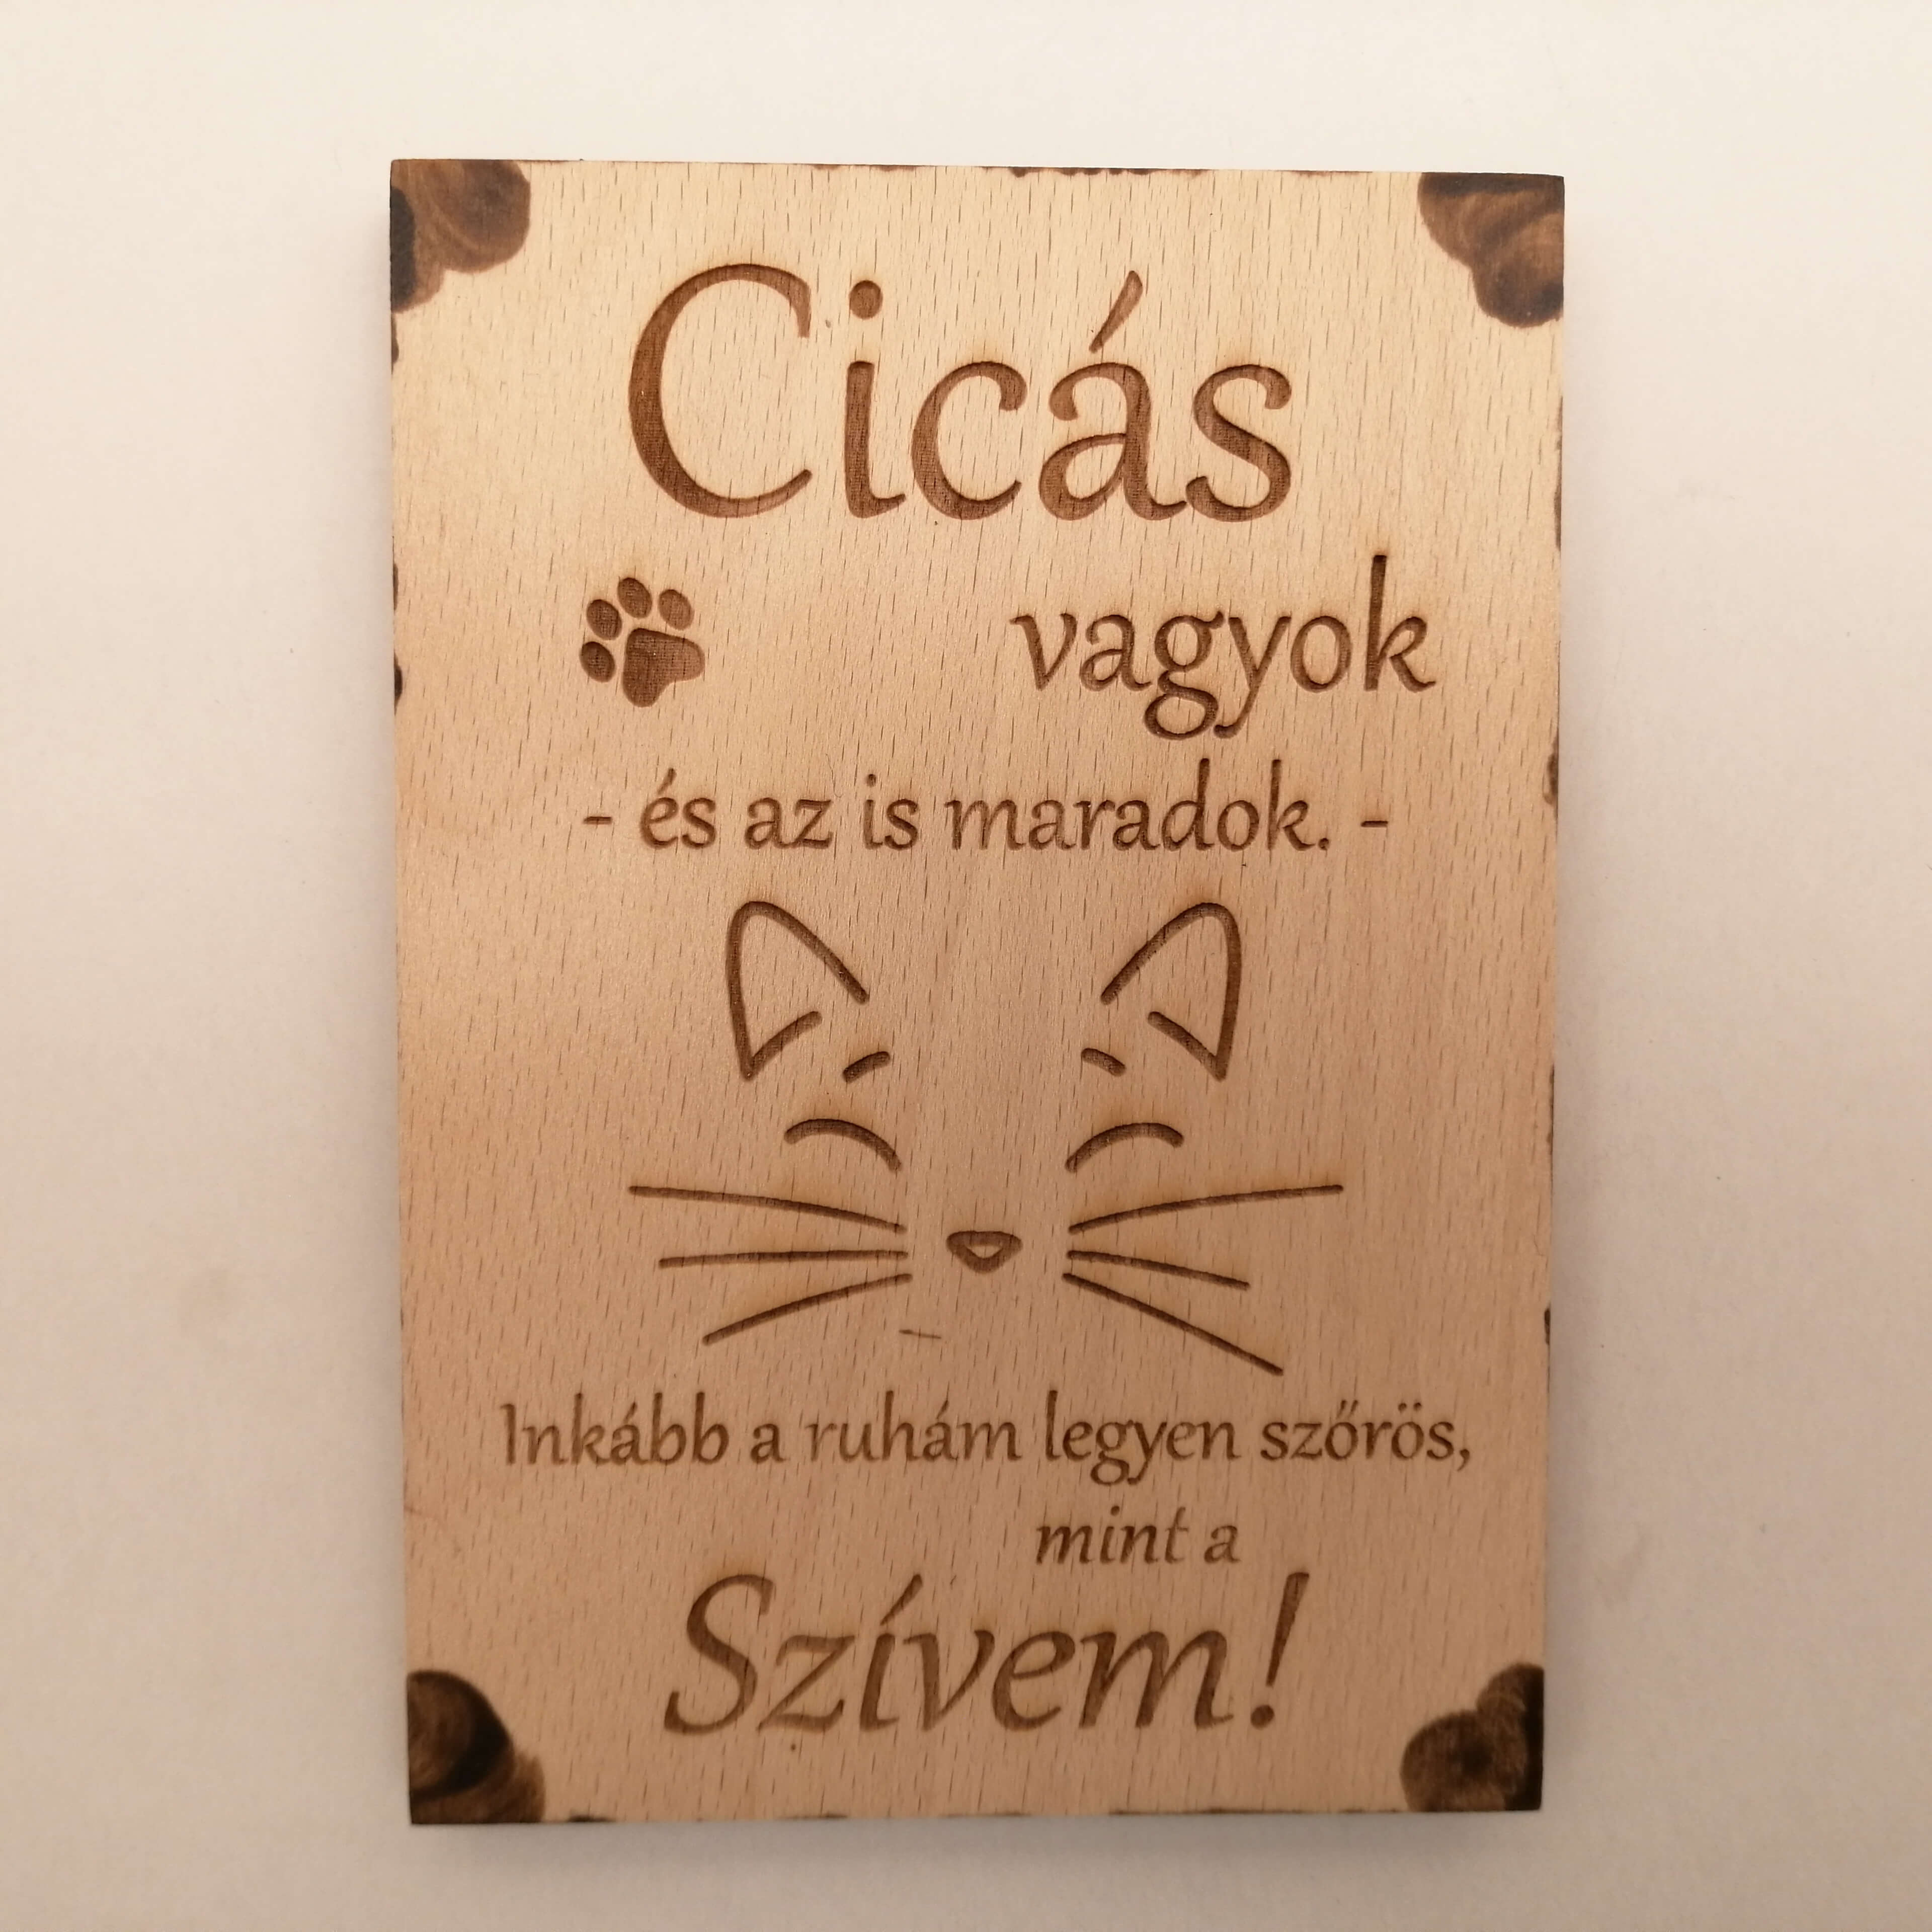 Cicás
vagyok
- és az is maradok. -
Inkább a ruhám legyen szőrös,
mint a
Szívem!